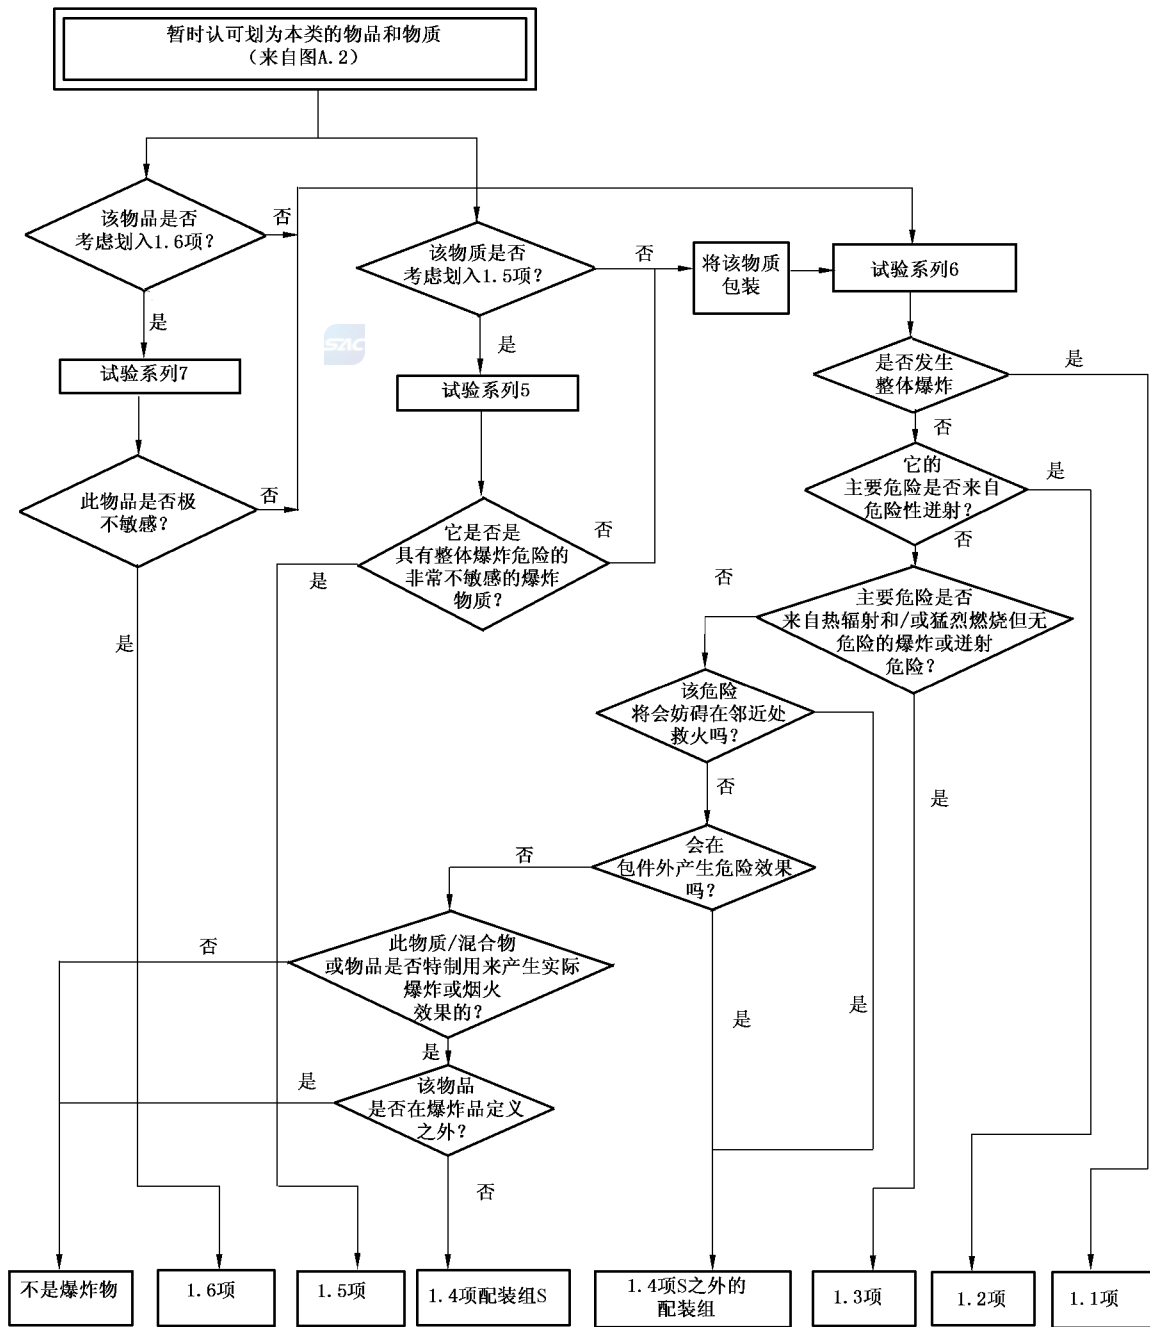 暂时认可划为本类的物品和物质
（来自图A.2）
该物品是否
考虑划入1.6项？
否
是
试验系列7
此物品是否极
不敏感？
否
是
该物质是否
考虑划入1.5项？
否
是
试验系列5
它是否是
具有整体爆炸危险的
非常不敏感的爆炸
物质？
否
是
将该物质
包装
试验系列6
是否发生
整体爆炸
是
否
它的
主要危险是否来自
危险性迸射？
是
否
主要危险是否
来自热辐射和/或猛烈燃烧但无
危险的爆炸或迸射
危险？
否
是
该危险
将会妨碍在邻近处
救火吗？
否
是
会在
包件外产生危险效果
吗？
否
是
此物质/混合物
或物品是否特制用来产生实际
爆炸或烟火
效果的？
否
是
该物品
是否在爆炸品定义
之外？
是
否
不是爆炸物
1.6项
1.5项
1.4项配装组S
1.4项S之外的
配装组
1.3项
1.2项
1.1项
SAC